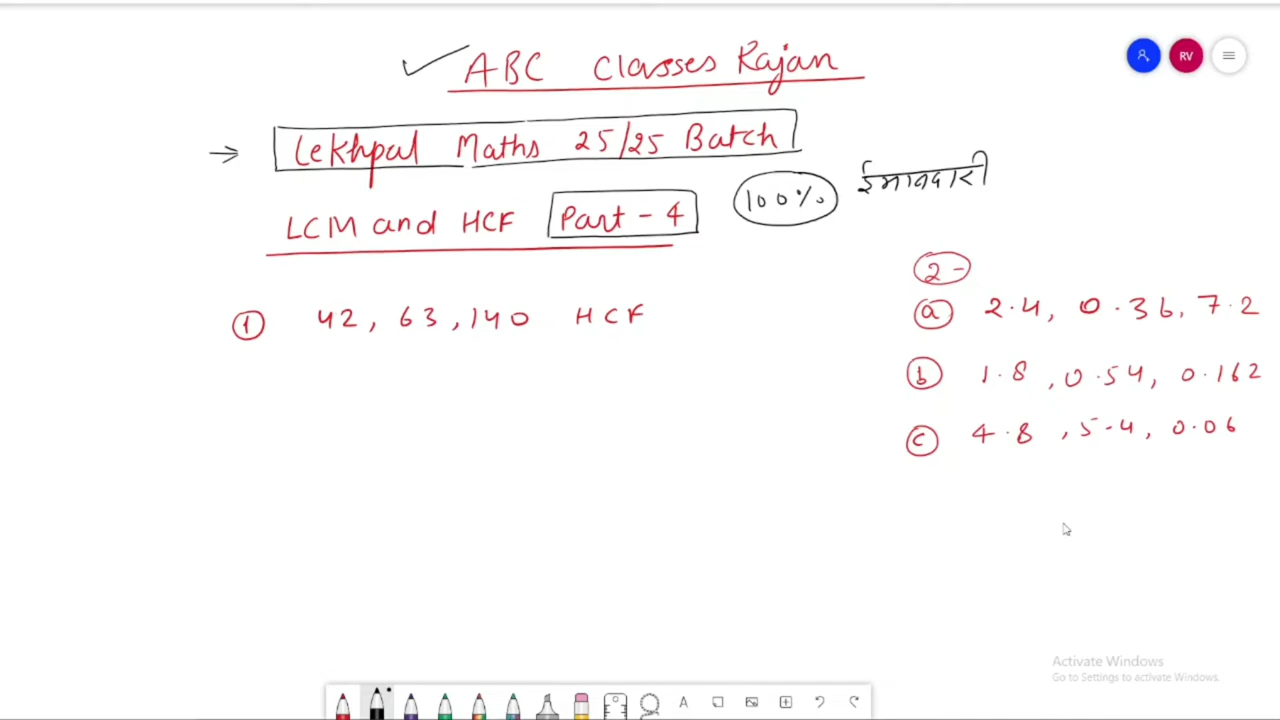 ABC Classes Rajan
RV
→ Lekhpal Maths 25/25 Batch
LCM and HCF Part - 4 100% ईमानदारी
① 42, 63, 140 HCF
2 -
ⓐ 2.4, 0.36, 7.2
ⓑ 1.8, 0.54, 0.162
ⓒ 4.8, 5.4, 0.06
Activate Windows
Go to Settings to activate Windows.
A